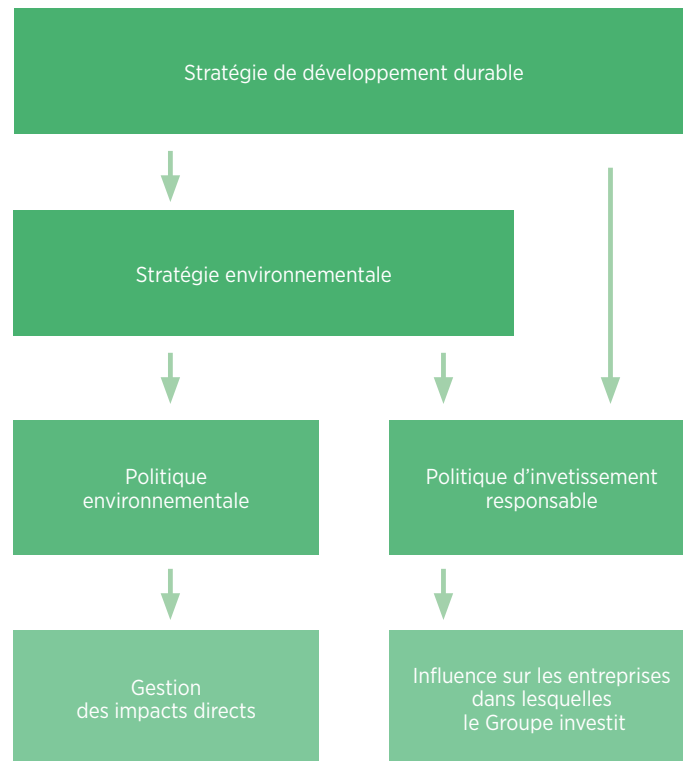 Stratégie de développement durable
Stratégie environnementale
Politique
environnementale
Politique d’invetissement
responsable
Gestion
des impacts directs
Influence sur les entreprises
dans lesquelles
le Groupe investit